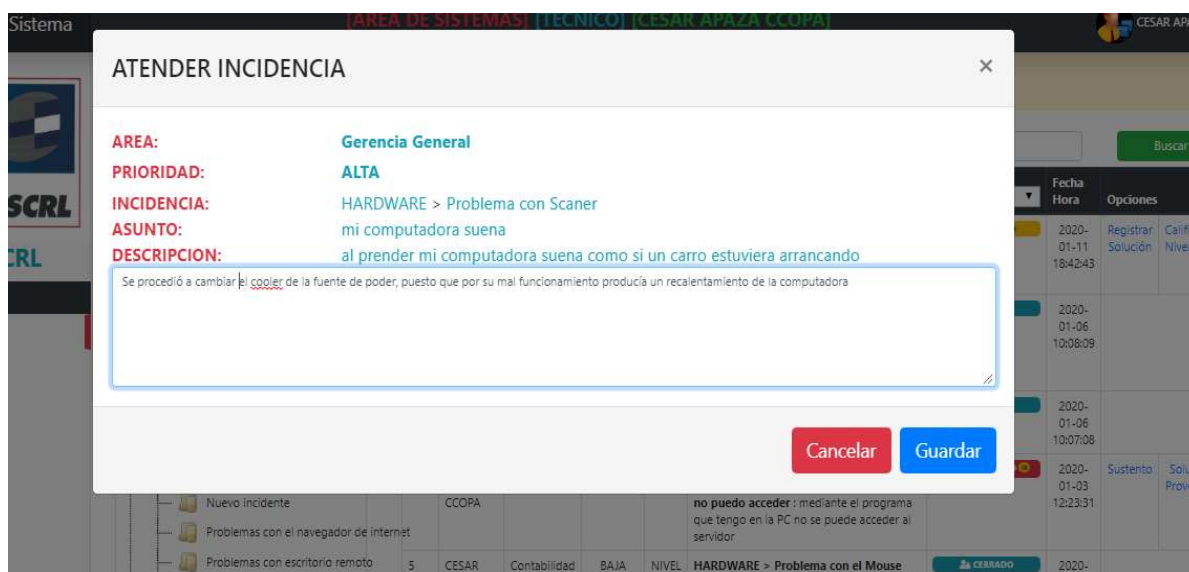 Sistema
[AREA DE SISTEMAS] [TECNICO] [CESAR APAZA CCOPA]
CESAR APA
ATENDER INCIDENCIA
×
AREA: Gerencia General
PRIORIDAD: ALTA
INCIDENCIA: HARDWARE > Problema con Scaner
ASUNTO: mi computadora suena
DESCRIPCION: al prender mi computadora suena como si un carro estuviera arrancando
Se procedió a cambiar el cooler de la fuente de poder, puesto que por su mal funcionamiento producía un recalentamiento de la computadora
Cancelar
Guardar
SCRL
CRL
Buscar
Fecha
Hora
Opciones
2020-
01-11
18:42:43
Registrar
Solución
Calif
Nive
2020-
01-06
10:08:09
2020-
01-06
10:07:08
2020-
01-03
12:23:31
Sustento
Solu
Prov
Nuevo incidente
Problemas con el navegador de internet
Problemas con escritorio remoto
CCOPA
no puedo acceder : mediante el programa
que tengo en la PC no se puede acceder al
servidor
5 CESAR Contabilidad BAJA NIVEL HARDWARE > Problema con el Mouse CERRADO 2020-